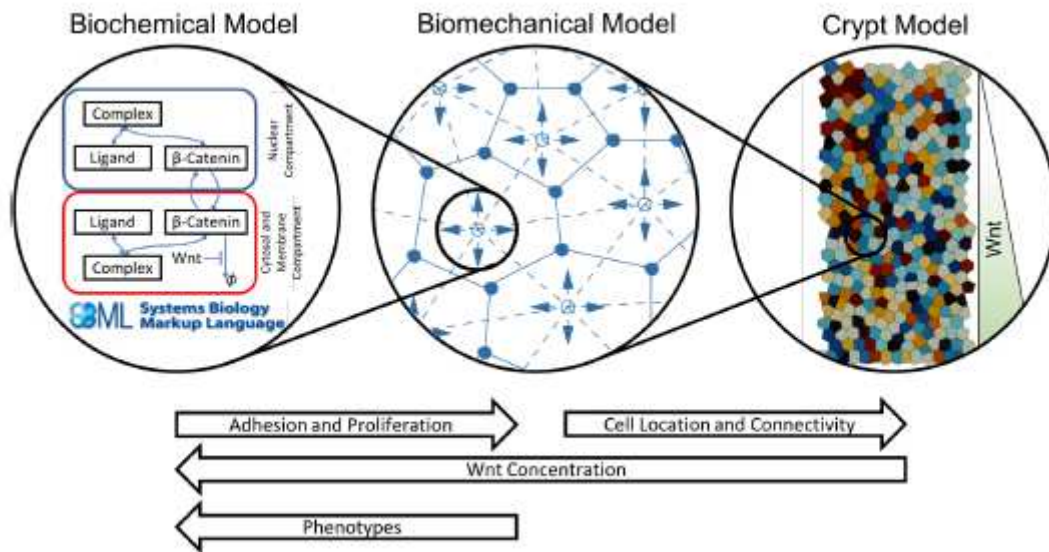 Biochemical Model
Biomechanical Model
Crypt Model
Complex
Ligand
β-Catenin
Nuclear
Compartment
Ligand
β-Catenin
Complex
Wnt
Cytosol and
Membrane
Compartment
Systems Biology
Markup Language
Wnt
Adhesion and Proliferation
Cell Location and Connectivity
Wnt Concentration
Phenotypes